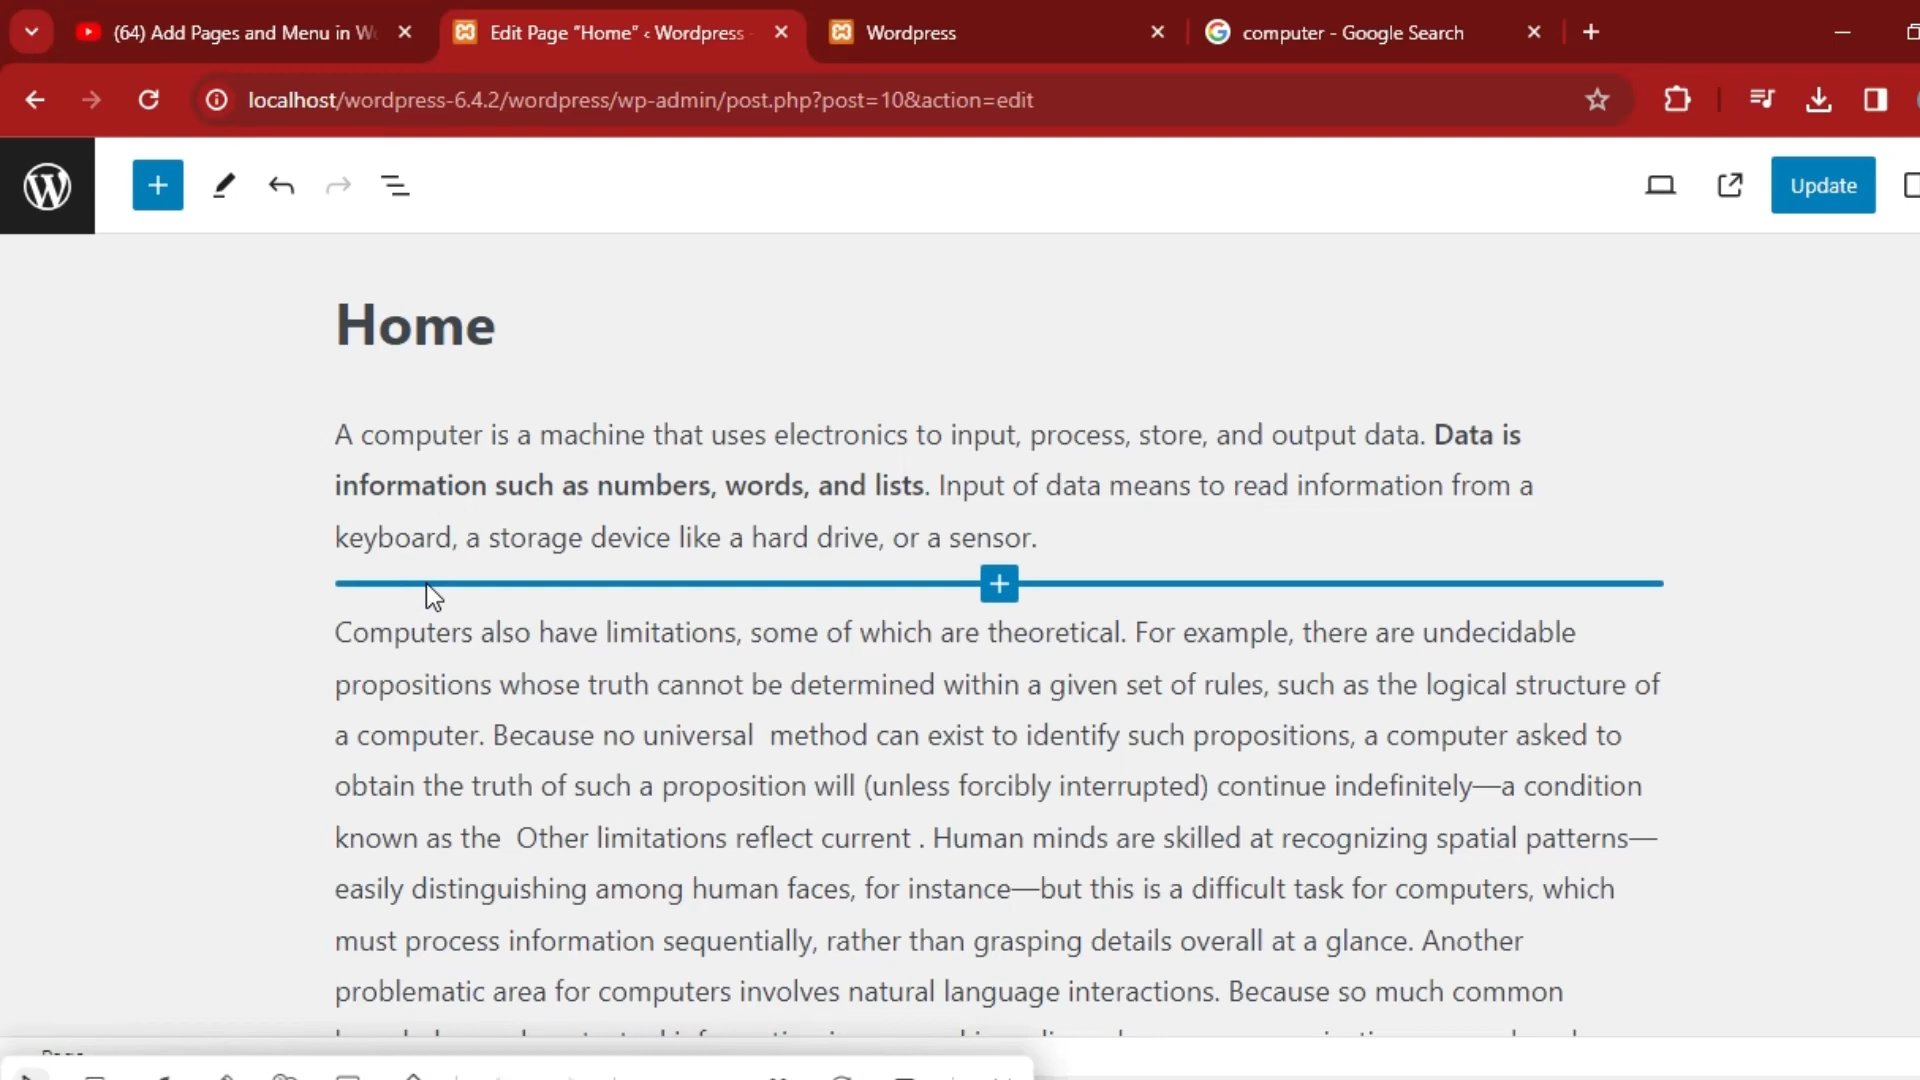 (64) Add Pages and Menu in W
Edit Page "Home" ‹ Wordpress
Wordpress
computer - Google Search
localhost/wordpress-6.4.2/wordpress/wp-admin/post.php?post=10&action=edit
Update
Home
A computer is a machine that uses electronics to input, process, store, and output data. Data is
information such as numbers, words, and lists. Input of data means to read information from a
keyboard, a storage device like a hard drive, or a sensor.
Computers also have limitations, some of which are theoretical. For example, there are undecidable
propositions whose truth cannot be determined within a given set of rules, such as the logical structure of
a computer. Because no universal  method can exist to identify such propositions, a computer asked to
obtain the truth of such a proposition will (unless forcibly interrupted) continue indefinitely—a condition
known as the  Other limitations reflect current . Human minds are skilled at recognizing spatial patterns—
easily distinguishing among human faces, for instance—but this is a difficult task for computers, which
must process information sequentially, rather than grasping details overall at a glance. Another
problematic area for computers involves natural language interactions. Because so much common